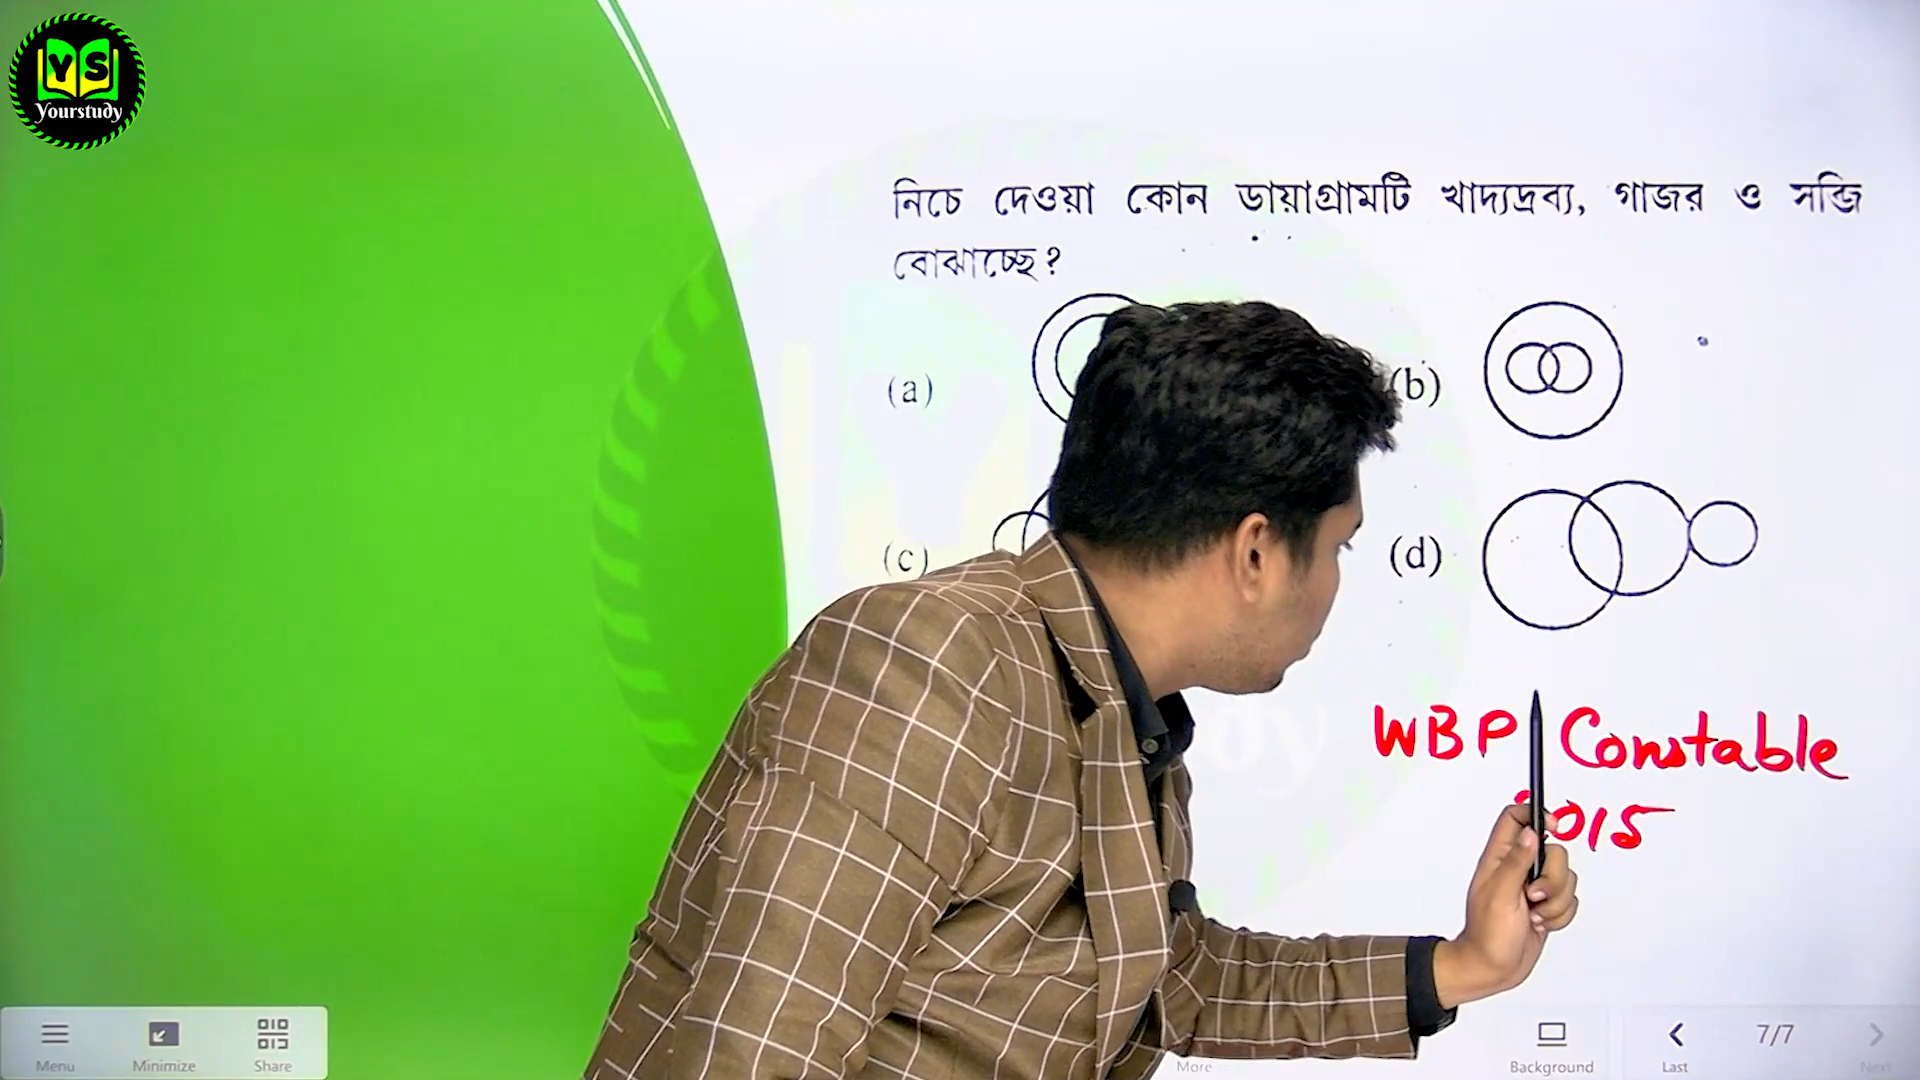 YS
Yourstudy
নিচে দেওয়া কোন ডায়াগ্রামটি খাদ্যদ্রব্য, গাজর ও সব্জি
বোঝাচ্ছে?
(a)
(b)
(c)
(d)
WBP Constable
2015
Menu
Minimize
Share
More
Background
Last
7/7
Next